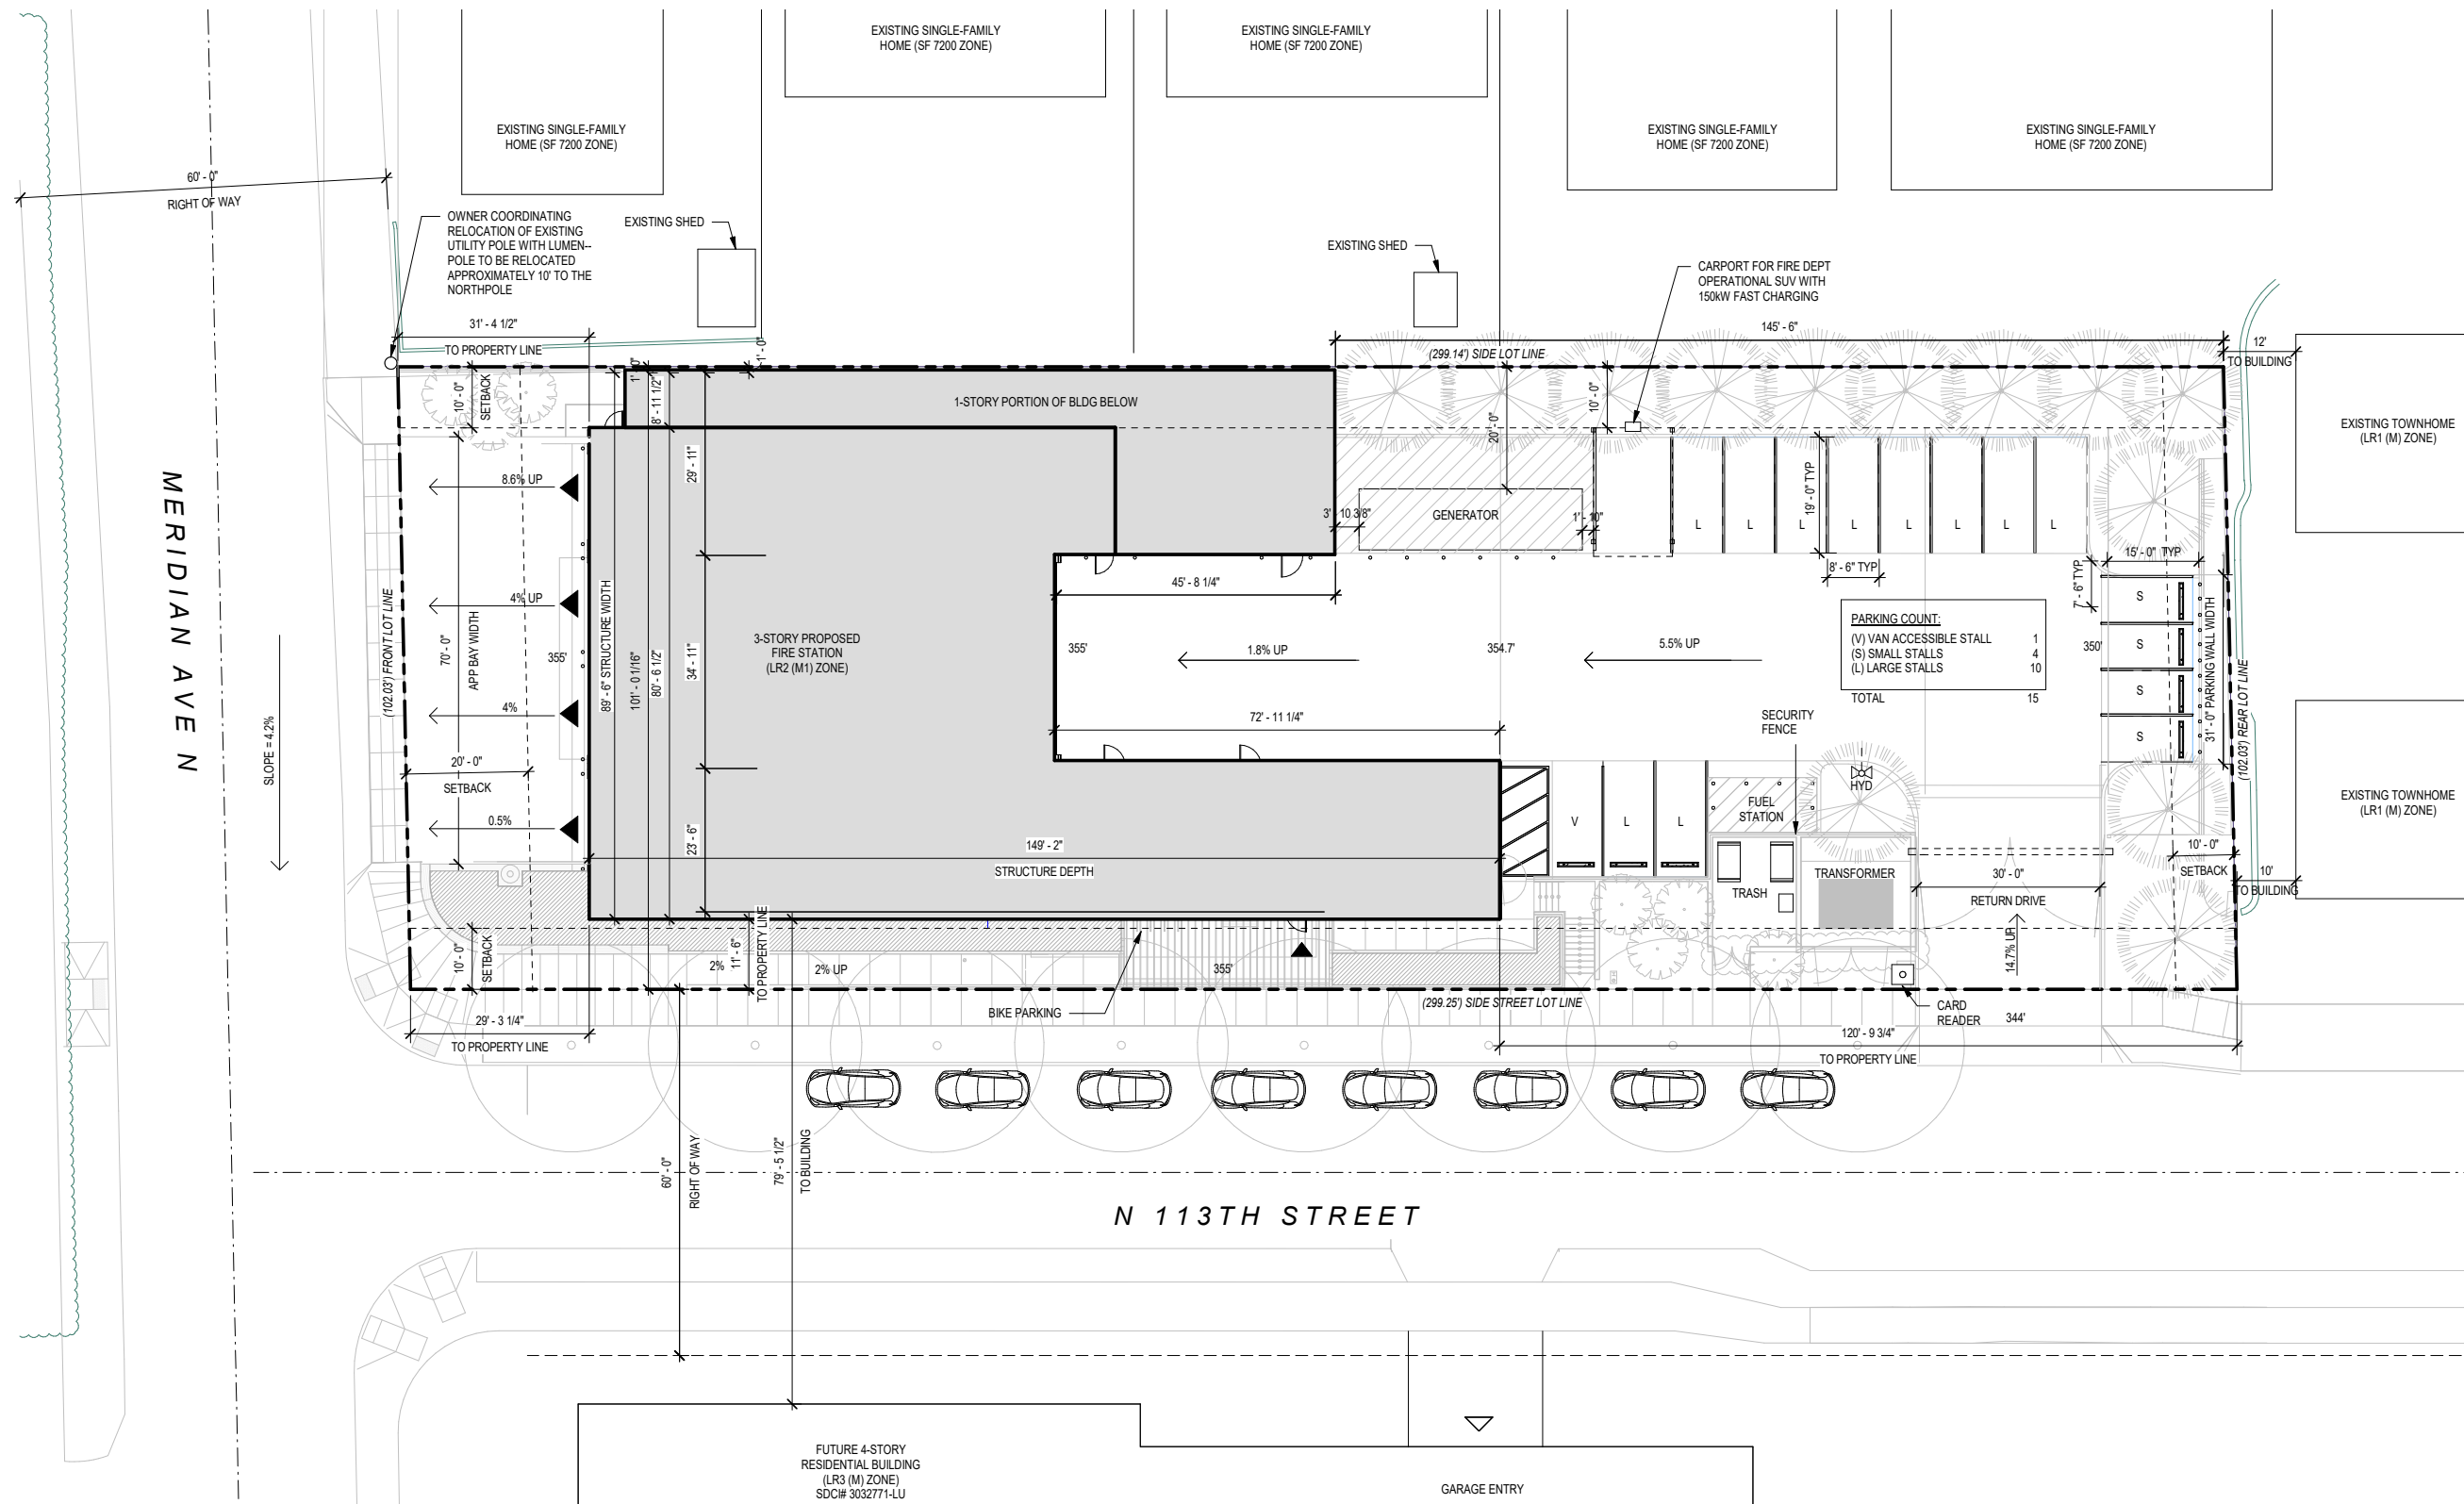 EXISTING SINGLE-FAMILY
HOME (SF 7200 ZONE)
EXISTING SINGLE-FAMILY
HOME (SF 7200 ZONE)
EXISTING SINGLE-FAMILY
HOME (SF 7200 ZONE)
EXISTING SINGLE-FAMILY
HOME (SF 7200 ZONE)
EXISTING SINGLE-FAMILY
HOME (SF 7200 ZONE)
60' - 0"
RIGHT OF WAY
OWNER COORDINATING
RELOCATION OF EXISTING
UTILITY POLE WITH LUMEN--
POLE TO BE RELOCATED
APPROXIMATELY 10' TO THE
NORTHPOLE
EXISTING SHED
EXISTING SHED
CARPORT FOR FIRE DEPT
OPERATIONAL SUV WITH
150kW FAST CHARGING
31' - 4 1/2"
TO PROPERTY LINE
145' - 6"
(299.14') SIDE LOT LINE
12'
TO BUILDING
1' - 0"
1' - 0"
10' - 0"
SETBACK
8' - 11 1/2"
1-STORY PORTION OF BLDG BELOW
20' - 0"
10' - 0"
EXISTING TOWNHOME
(LR1 (M) ZONE)
MERIDIAN AVE N
SLOPE = 4.2%
(102.03') FRONT LOT LINE
8.6% UP
4% UP
4%
0.5%
70' - 0"
APP BAY WIDTH
355'
20' - 0"
SETBACK
89' - 6" STRUCTURE WIDTH
101' - 0 1/16"
80' - 6 1/2"
29' - 11"
34' - 11"
23' - 6"
3-STORY PROPOSED
FIRE STATION
(LR2 (M1) ZONE)
3' - 10 3/8"
GENERATOR
1' - 10"
19' - 0" TYP
L
L
L
L
L
L
L
L
8' - 6" TYP
15' - 0" TYP
7' - 6" TYP
45' - 8 1/4"
355'
1.8% UP
354.7'
5.5% UP
PARKING COUNT:
(V) VAN ACCESSIBLE STALL 1
(S) SMALL STALLS 4
(L) LARGE STALLS 10
TOTAL 15
350'
S
S
S
S
31' - 0" PARKING WALL WIDTH
(102.03') REAR LOT LINE
72' - 11 1/4"
SECURITY
FENCE
HYD
FUEL
STATION
V
L
L
EXISTING TOWNHOME
(LR1 (M) ZONE)
149' - 2"
STRUCTURE DEPTH
TRASH
TRANSFORMER
30' - 0"
RETURN DRIVE
14.7% UP
10' - 0"
SETBACK
10'
TO BUILDING
10' - 0"
SETBACK
2%
11' - 6"
TO PROPERTY LINE
2% UP
355'
BIKE PARKING
(299.25') SIDE STREET LOT LINE
CARD
READER
344'
29' - 3 1/4"
TO PROPERTY LINE
120' - 9 3/4"
TO PROPERTY LINE
60' - 0"
RIGHT OF WAY
79' - 5 1/2"
TO BUILDING
N 113TH STREET
FUTURE 4-STORY
RESIDENTIAL BUILDING
(LR3 (M) ZONE)
SDCI# 3032771-LU
GARAGE ENTRY